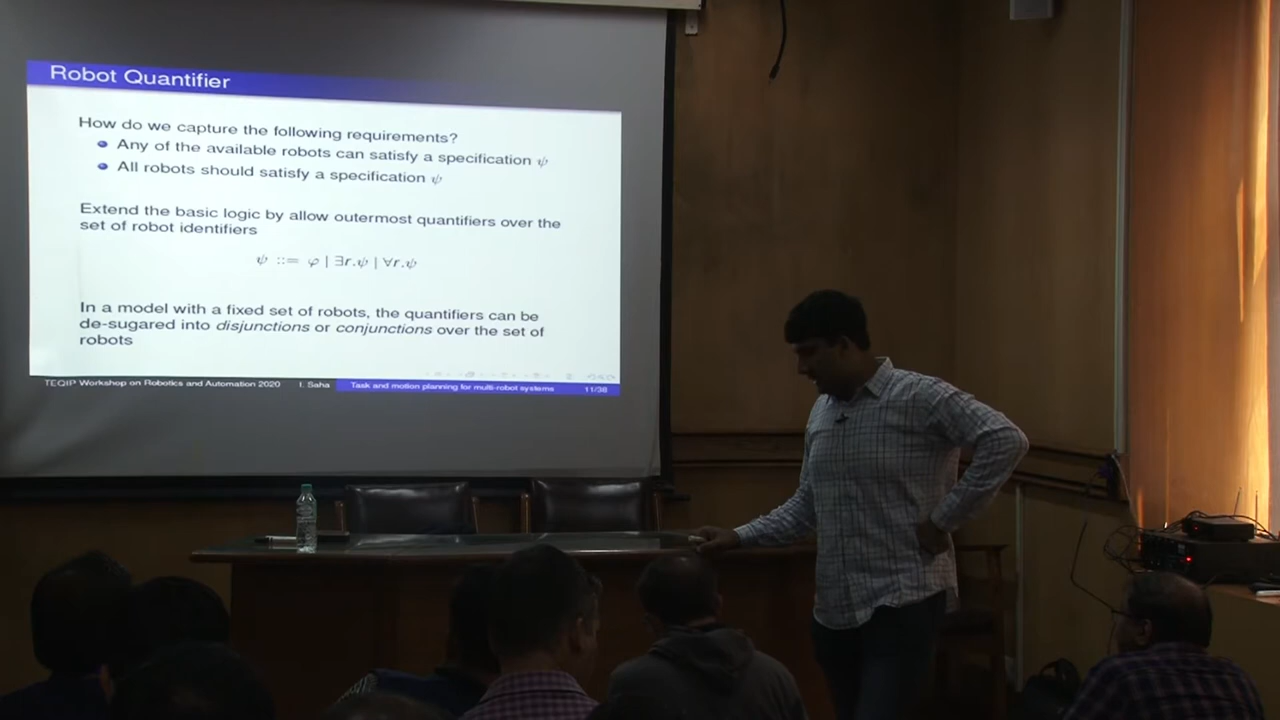 Robot Quantifier
How do we capture the following requirements?
Any of the available robots can satisfy a specification ψ
All robots should satisfy a specification ψ
Extend the basic logic by allow outermost quantifiers over the
set of robot identifiers
ψ ::= φ | ∃r.ψ | ∀r.ψ
In a model with a fixed set of robots, the quantifiers can be
de-sugared into disjunctions or conjunctions over the set of
robots
TEQIP Workshop on Robotics and Automation 2020 I. Saha Task and motion planning for multi-robot systems 11/38